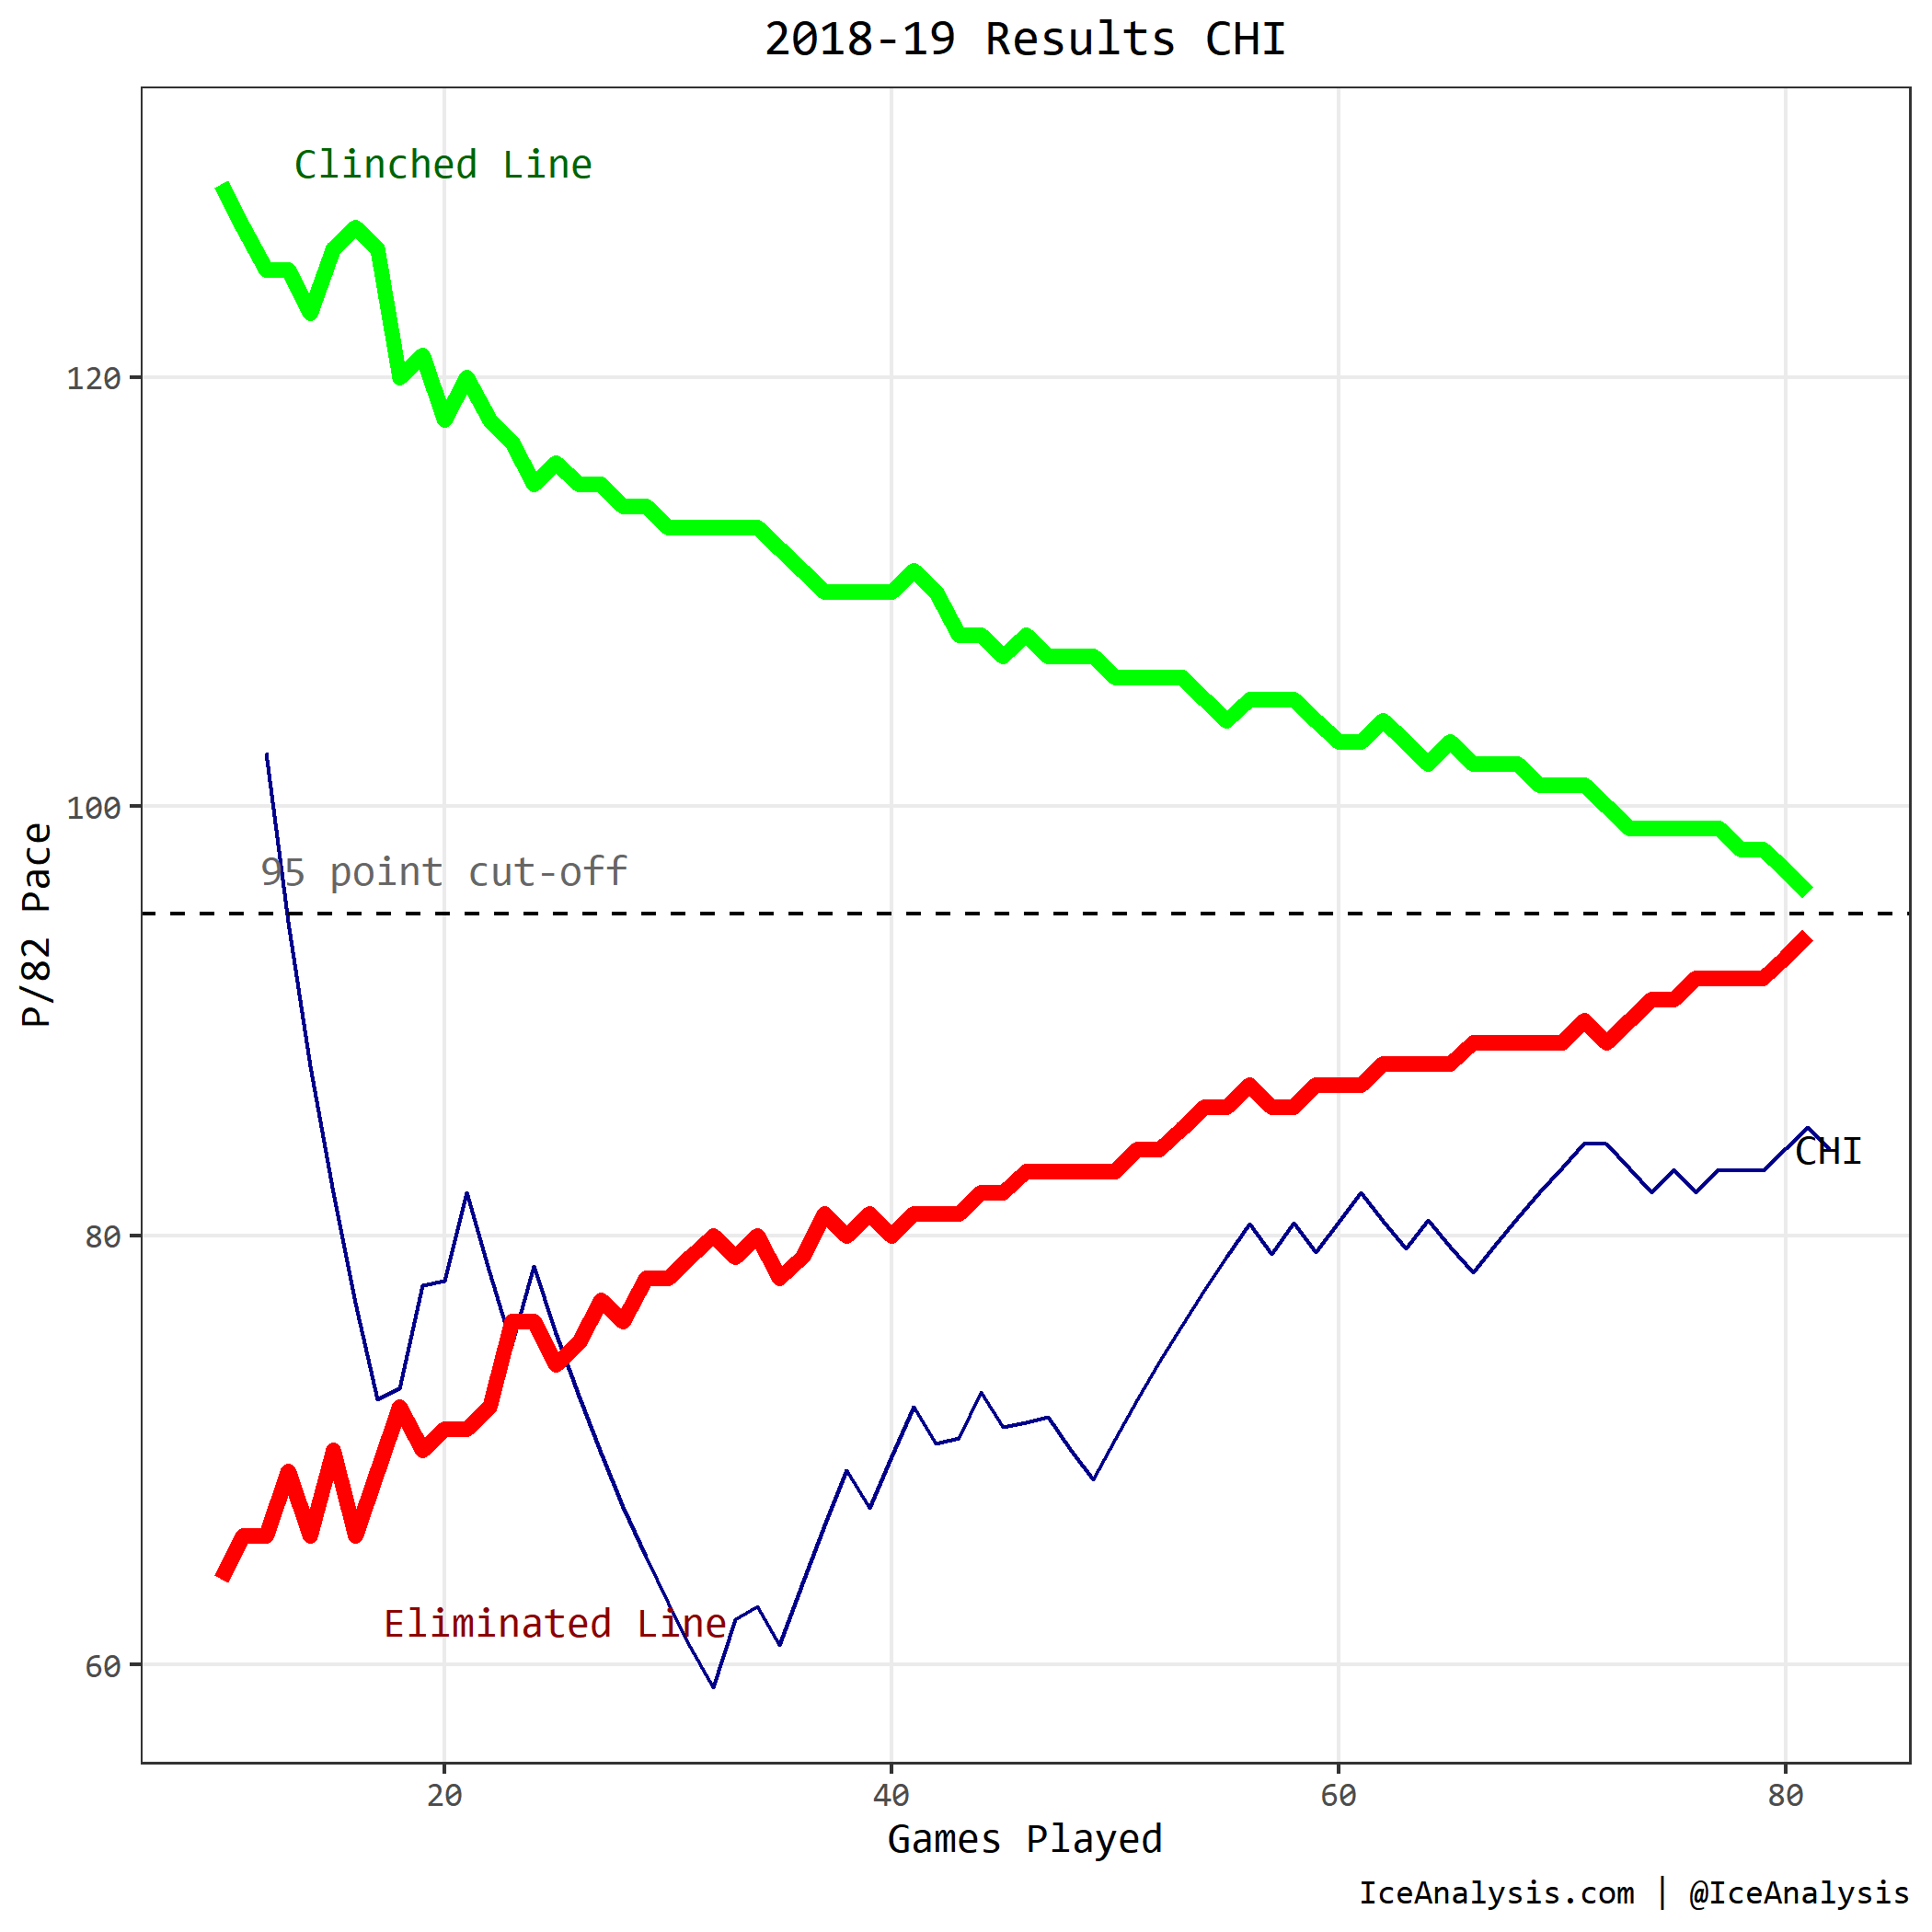 2018-19 Results CHI
Clinched Line
120
100
95 point cut-off
P/82 Pace
CHI
80
Eliminated Line
60
20 40 60 80
Games Played
IceAnalysis.com | @IceAnalysis